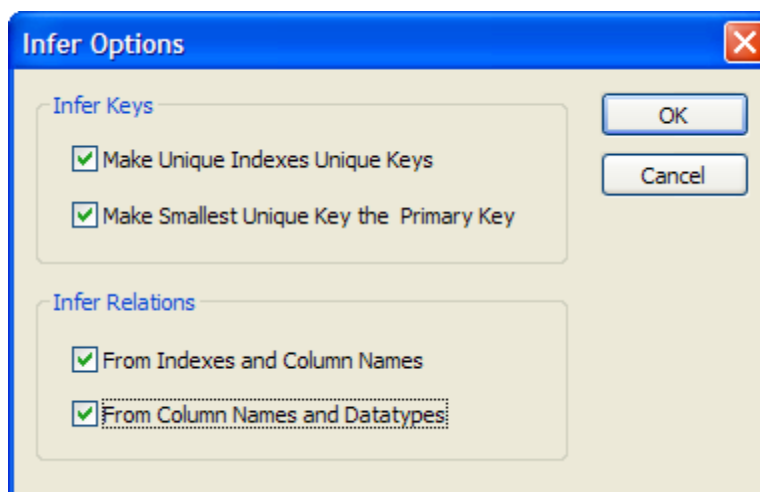 Infer Options
Infer Keys
OK
Make Unique Indexes Unique Keys
Cancel
Make Smallest Unique Key the  Primary Key
Infer Relations
From Indexes and Column Names
From Column Names and Datatypes